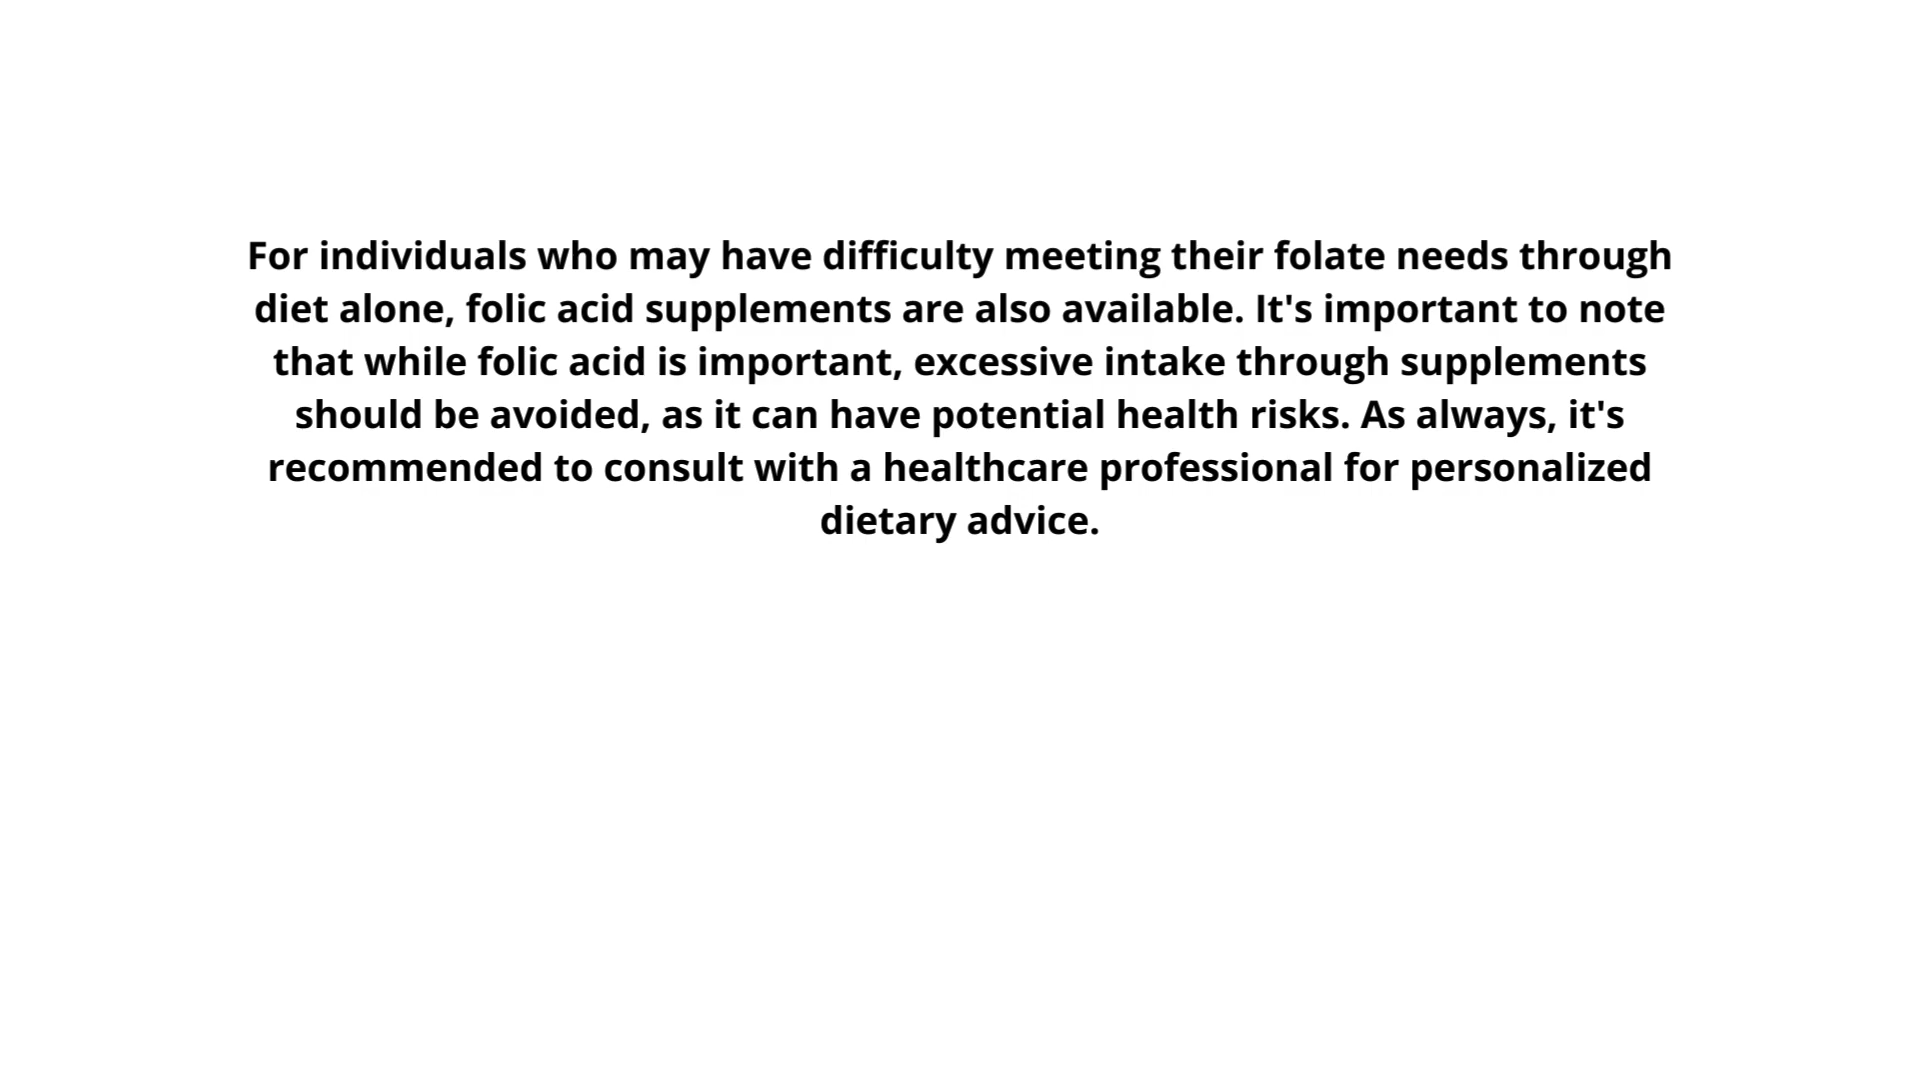 For individuals who may have difficulty meeting their folate needs through
diet alone, folic acid supplements are also available. It's important to note
that while folic acid is important, excessive intake through supplements
should be avoided, as it can have potential health risks. As always, it's
recommended to consult with a healthcare professional for personalized
dietary advice.